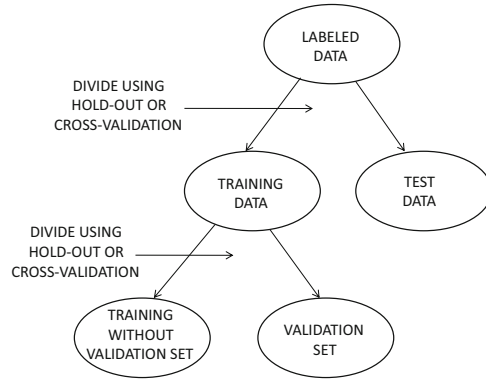 LABELED
DATA
DIVIDE USING
HOLD-OUT OR
CROSS-VALIDATION
TRAINING
DATA
TEST
DATA
DIVIDE USING
HOLD-OUT OR
CROSS-VALIDATION
TRAINING
WITHOUT
VALIDATION SET
VALIDATION
SET